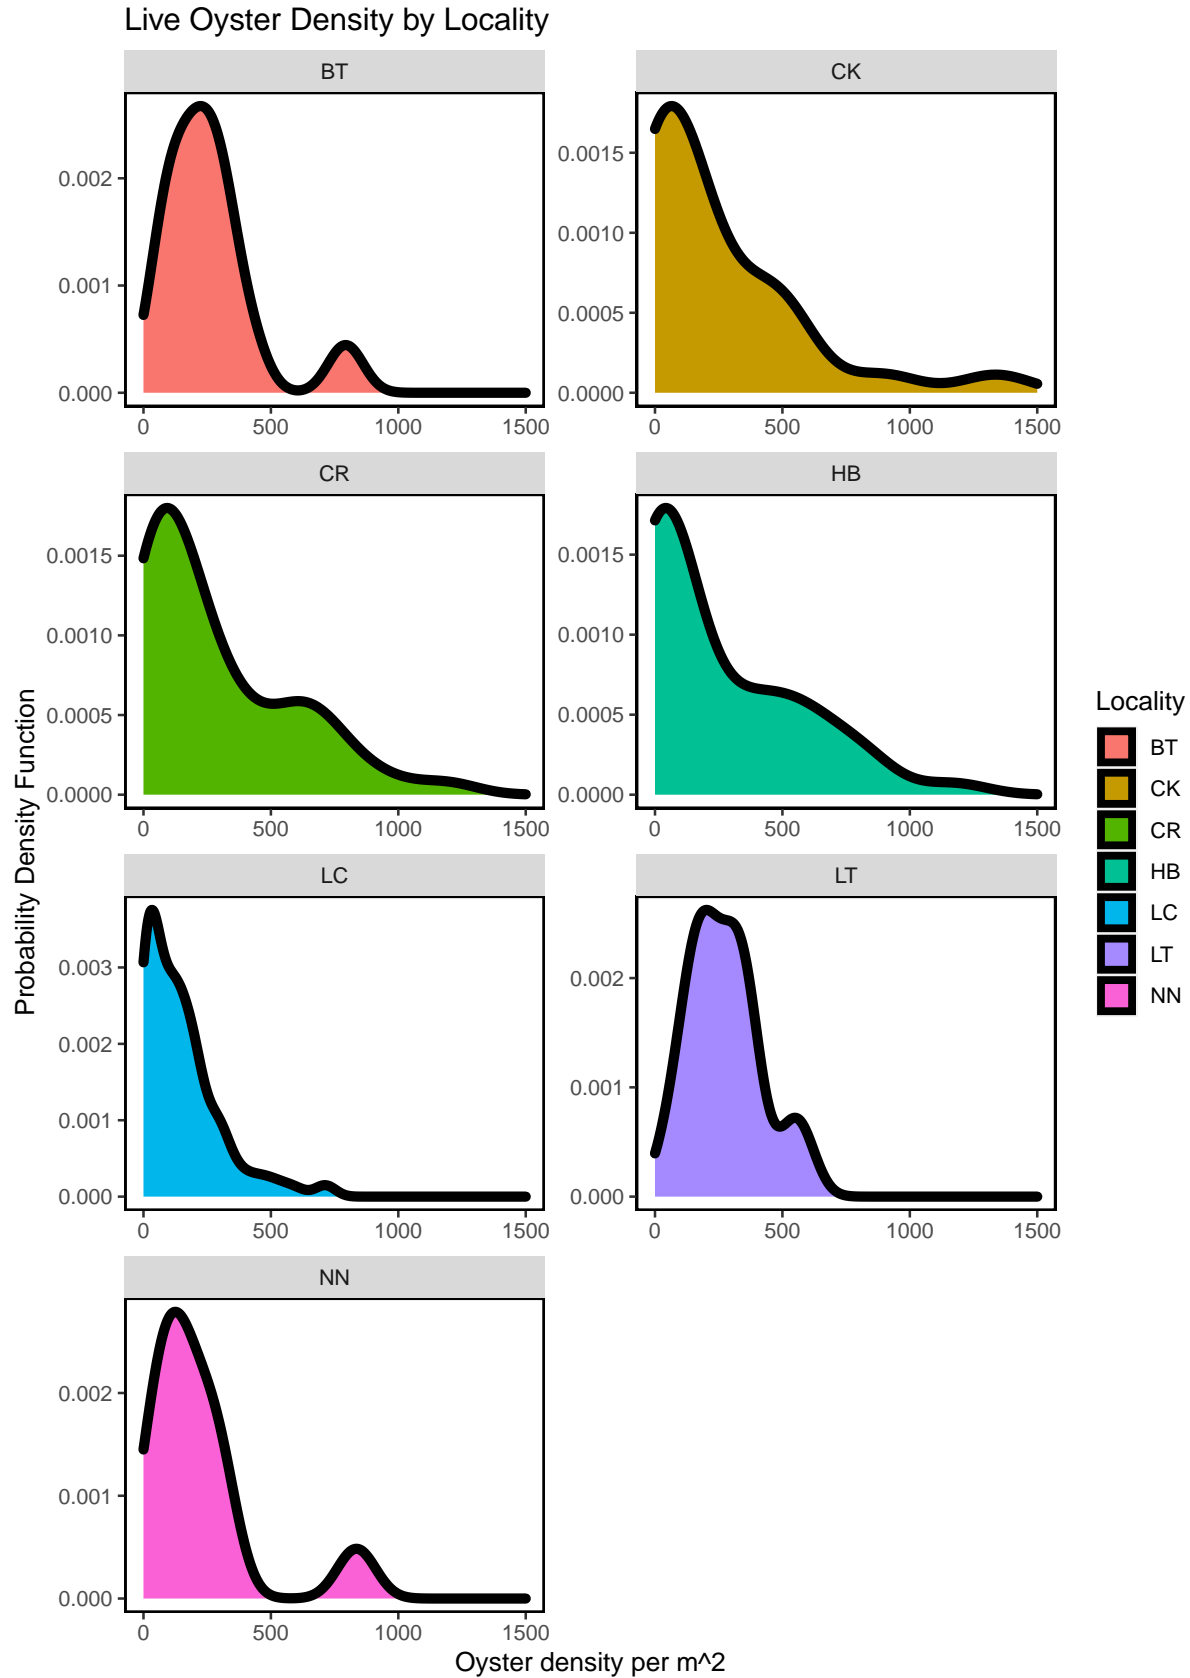 Live Oyster Density by Locality
BT
CK
0.002
0.001
0.000
0.0015
0.0010
0.0005
0.0000
0 500 1000 1500
0 500 1000 1500
CR
HB
0.0015
0.0010
0.0005
0.0000
0.0015
0.0010
0.0005
0.0000
0 500 1000 1500
0 500 1000 1500
LC
LT
0.003
0.002
0.001
0.000
0.002
0.001
0.000
0 500 1000 1500
0 500 1000 1500
NN
0.002
0.001
0.000
0 500 1000 1500
Oyster density per m^2
Probability Density Function
Locality
BT
CK
CR
HB
LC
LT
NN